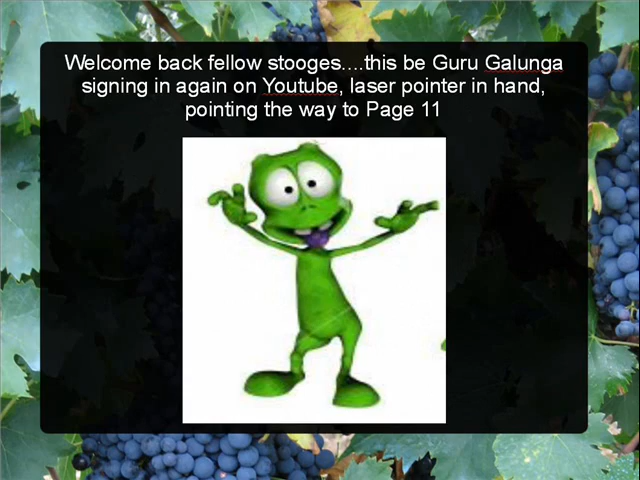 Welcome back fellow stooges....this be Guru Galunga
signing in again on Youtube, laser pointer in hand,
pointing the way to Page 11